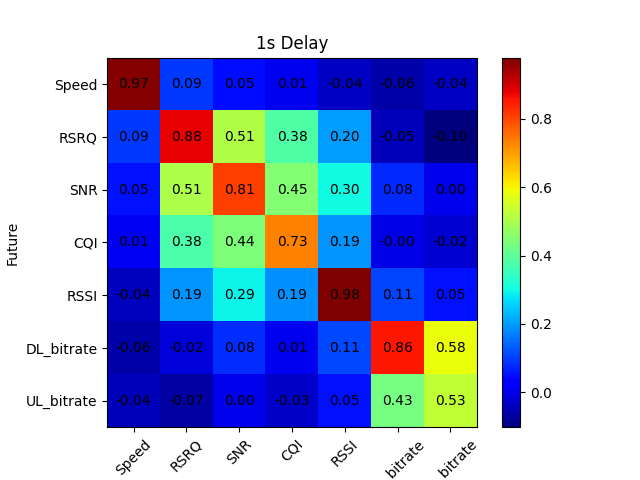 1s Delay
Speed 0.97 0.09 0.05 0.01 -0.04 -0.06 -0.04
RSRQ 0.09 0.88 0.51 0.38 0.20 -0.05 -0.10
SNR 0.05 0.51 0.81 0.45 0.30 0.08 0.00
CQI 0.01 0.38 0.44 0.73 0.19 -0.00 -0.02
RSSI -0.04 0.19 0.29 0.19 0.98 0.11 0.05
DL_bitrate -0.06 -0.02 0.08 0.01 0.11 0.86 0.58
UL_bitrate -0.04 -0.07 0.00 -0.03 0.05 0.43 0.53
Future
Speed RSRQ SNR CQI RSSI bitrate bitrate
0.8
0.6
0.4
0.2
0.0